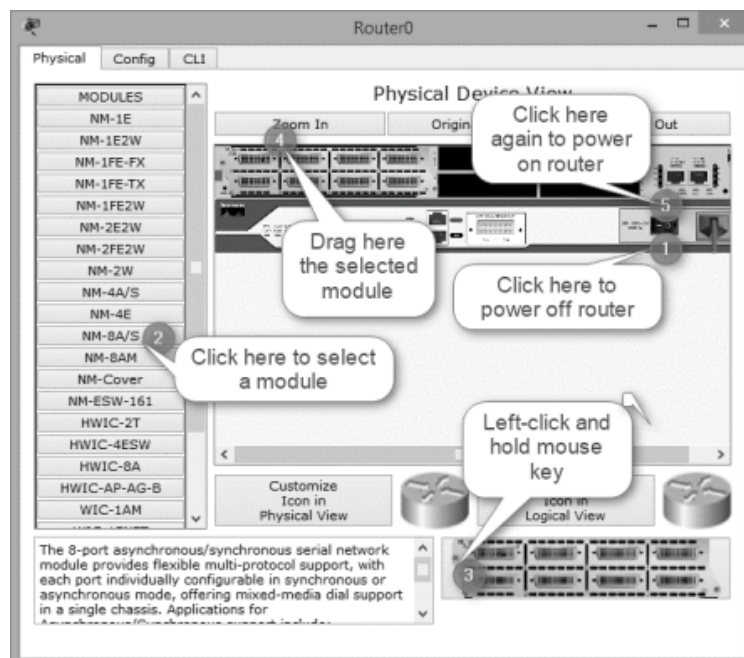 Router0
Physical
Config
CLI
MODULES
NM-1E
NM-1E2W
NM-1FE-FX
NM-1FE-TX
NM-1FE2W
NM-2E2W
NM-2FE2W
NM-2W
NM-4A/S
NM-4E
NM-8A/S
NM-8AM
NM-Cover
NM-ESW-161
HWIC-2T
HWIC-4ESW
HWIC-8A
HWIC-AP-AG-B
WIC-1AM
Physical Device View
Zoom In
Out
4
Click here
again to power
on router
5
Drag here
the selected
module
1
Click here to
power off router
2
Click here to select
a module
Left-click and
hold mouse
key
3
Customize
Icon in
Physical View
Icon in
Logical View
The 8-port asynchronous/synchronous serial network
module provides flexible multi-protocol support, with
each port individually configurable in synchronous or
asynchronous mode, offering mixed-media dial support
in a single chassis. Applications for